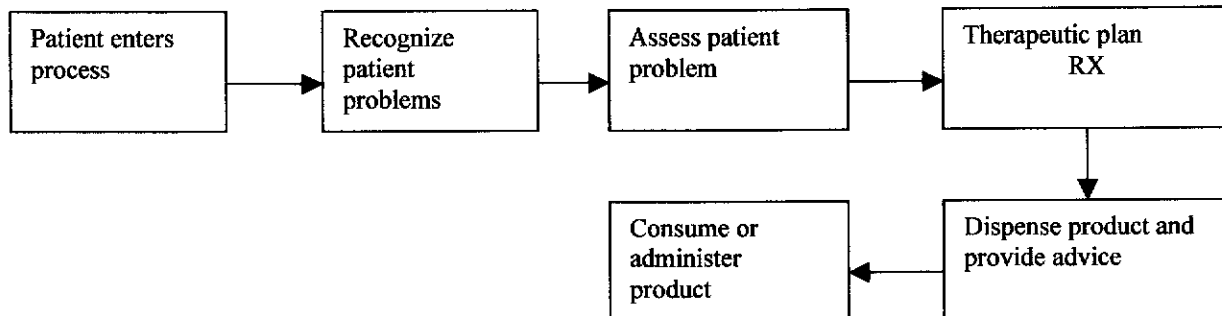 Patient enters
process
Recognize
patient
problems
Assess patient
problem
Therapeutic plan
RX
Dispense product and
provide advice
Consume or
administer
product